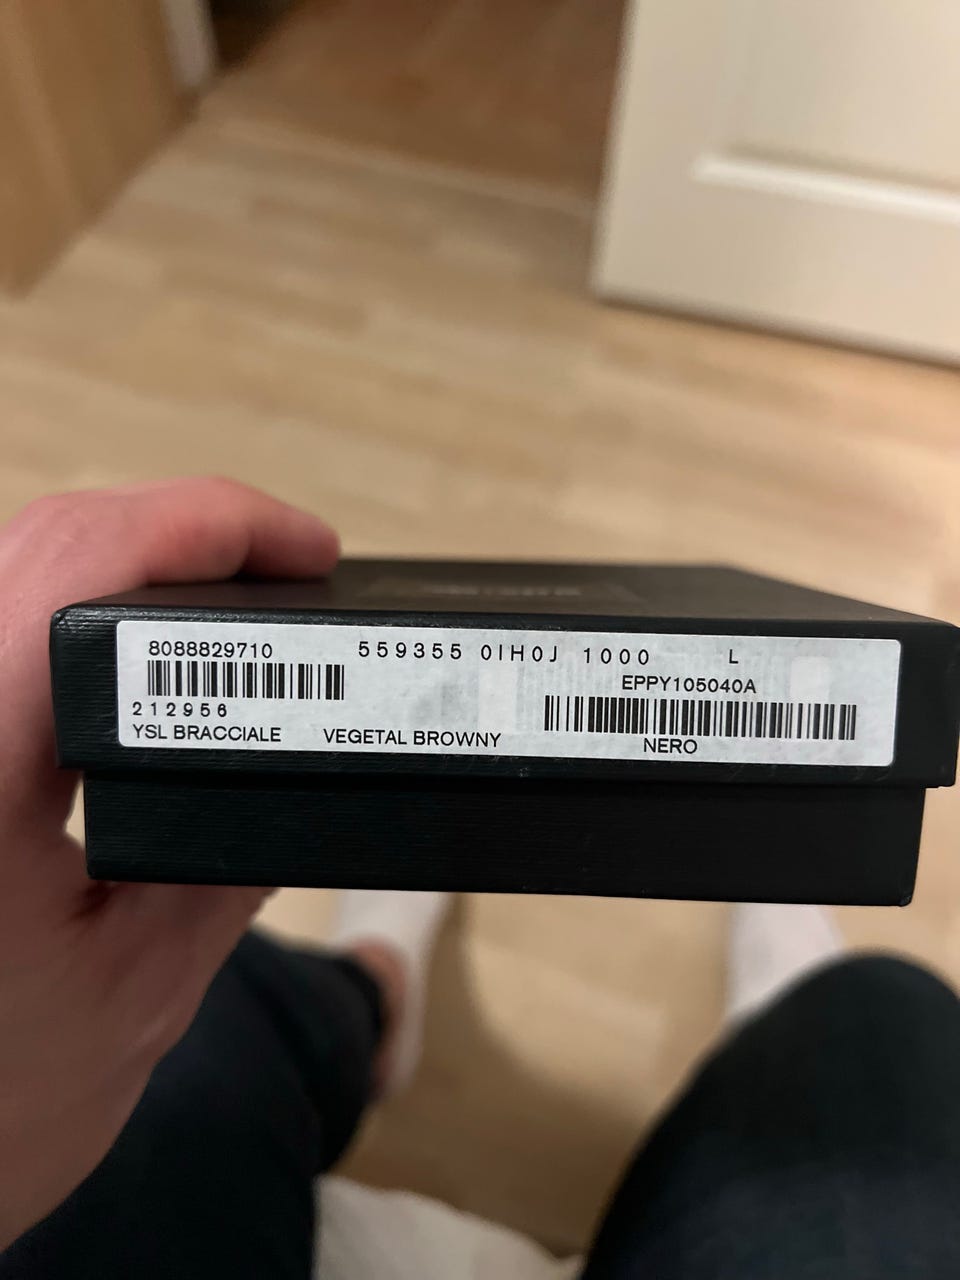 8088829710 559355 0IH0J 1000 L
EPPY105040A
212956
YSL BRACCIALE VEGETAL BROWNY NERO